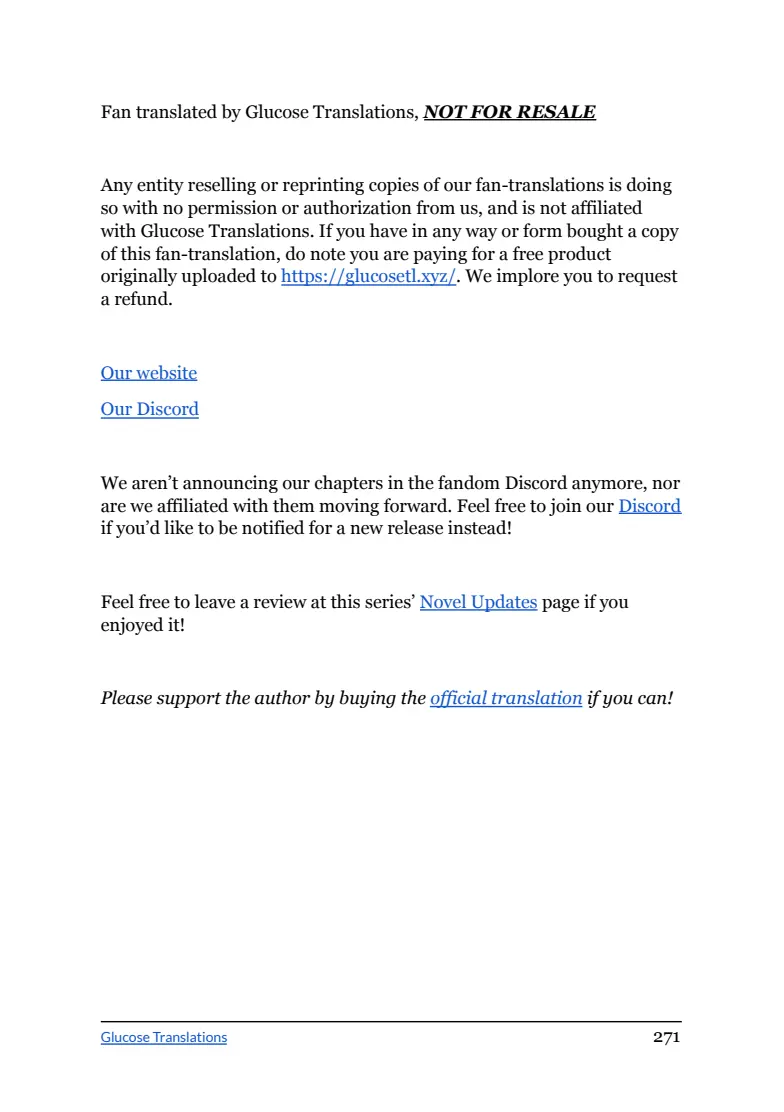 Fan translated by Glucose Translations, NOT FOR RESALE
Any entity reselling or reprinting copies of our fan-translations is doing
so with no permission or authorization from us, and is not affiliated
with Glucose Translations. If you have in any way or form bought a copy
of this fan-translation, do note you are paying for a free product
originally uploaded to https://glucosetl.xyz/. We implore you to request
a refund.
Our website
Our Discord
We aren’t announcing our chapters in the fandom Discord anymore, nor
are we affiliated with them moving forward. Feel free to join our Discord
if you’d like to be notified for a new release instead!
Feel free to leave a review at this series’ Novel Updates page if you
enjoyed it!
Please support the author by buying the official translation if you can!
Glucose Translations 271